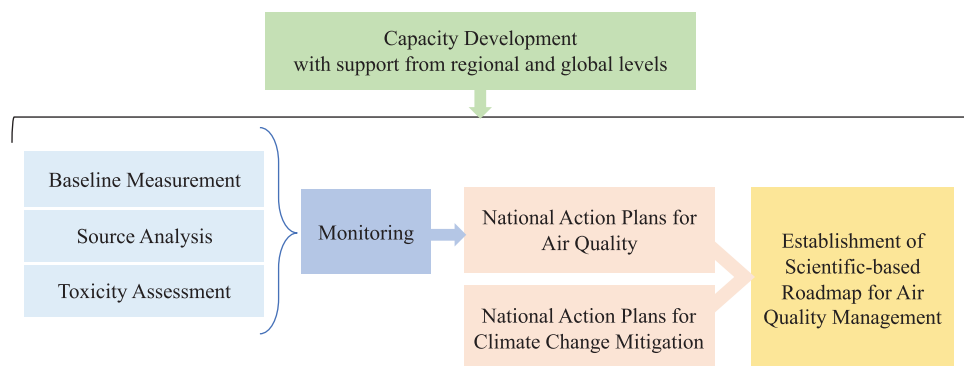 Capacity Development
with support from regional and global levels
Baseline Measurement
Source Analysis
Toxicity Assessment
Monitoring
National Action Plans for
Air Quality
National Action Plans for
Climate Change Mitigation
Establishment of
Scientific-based
Roadmap for Air
Quality Management